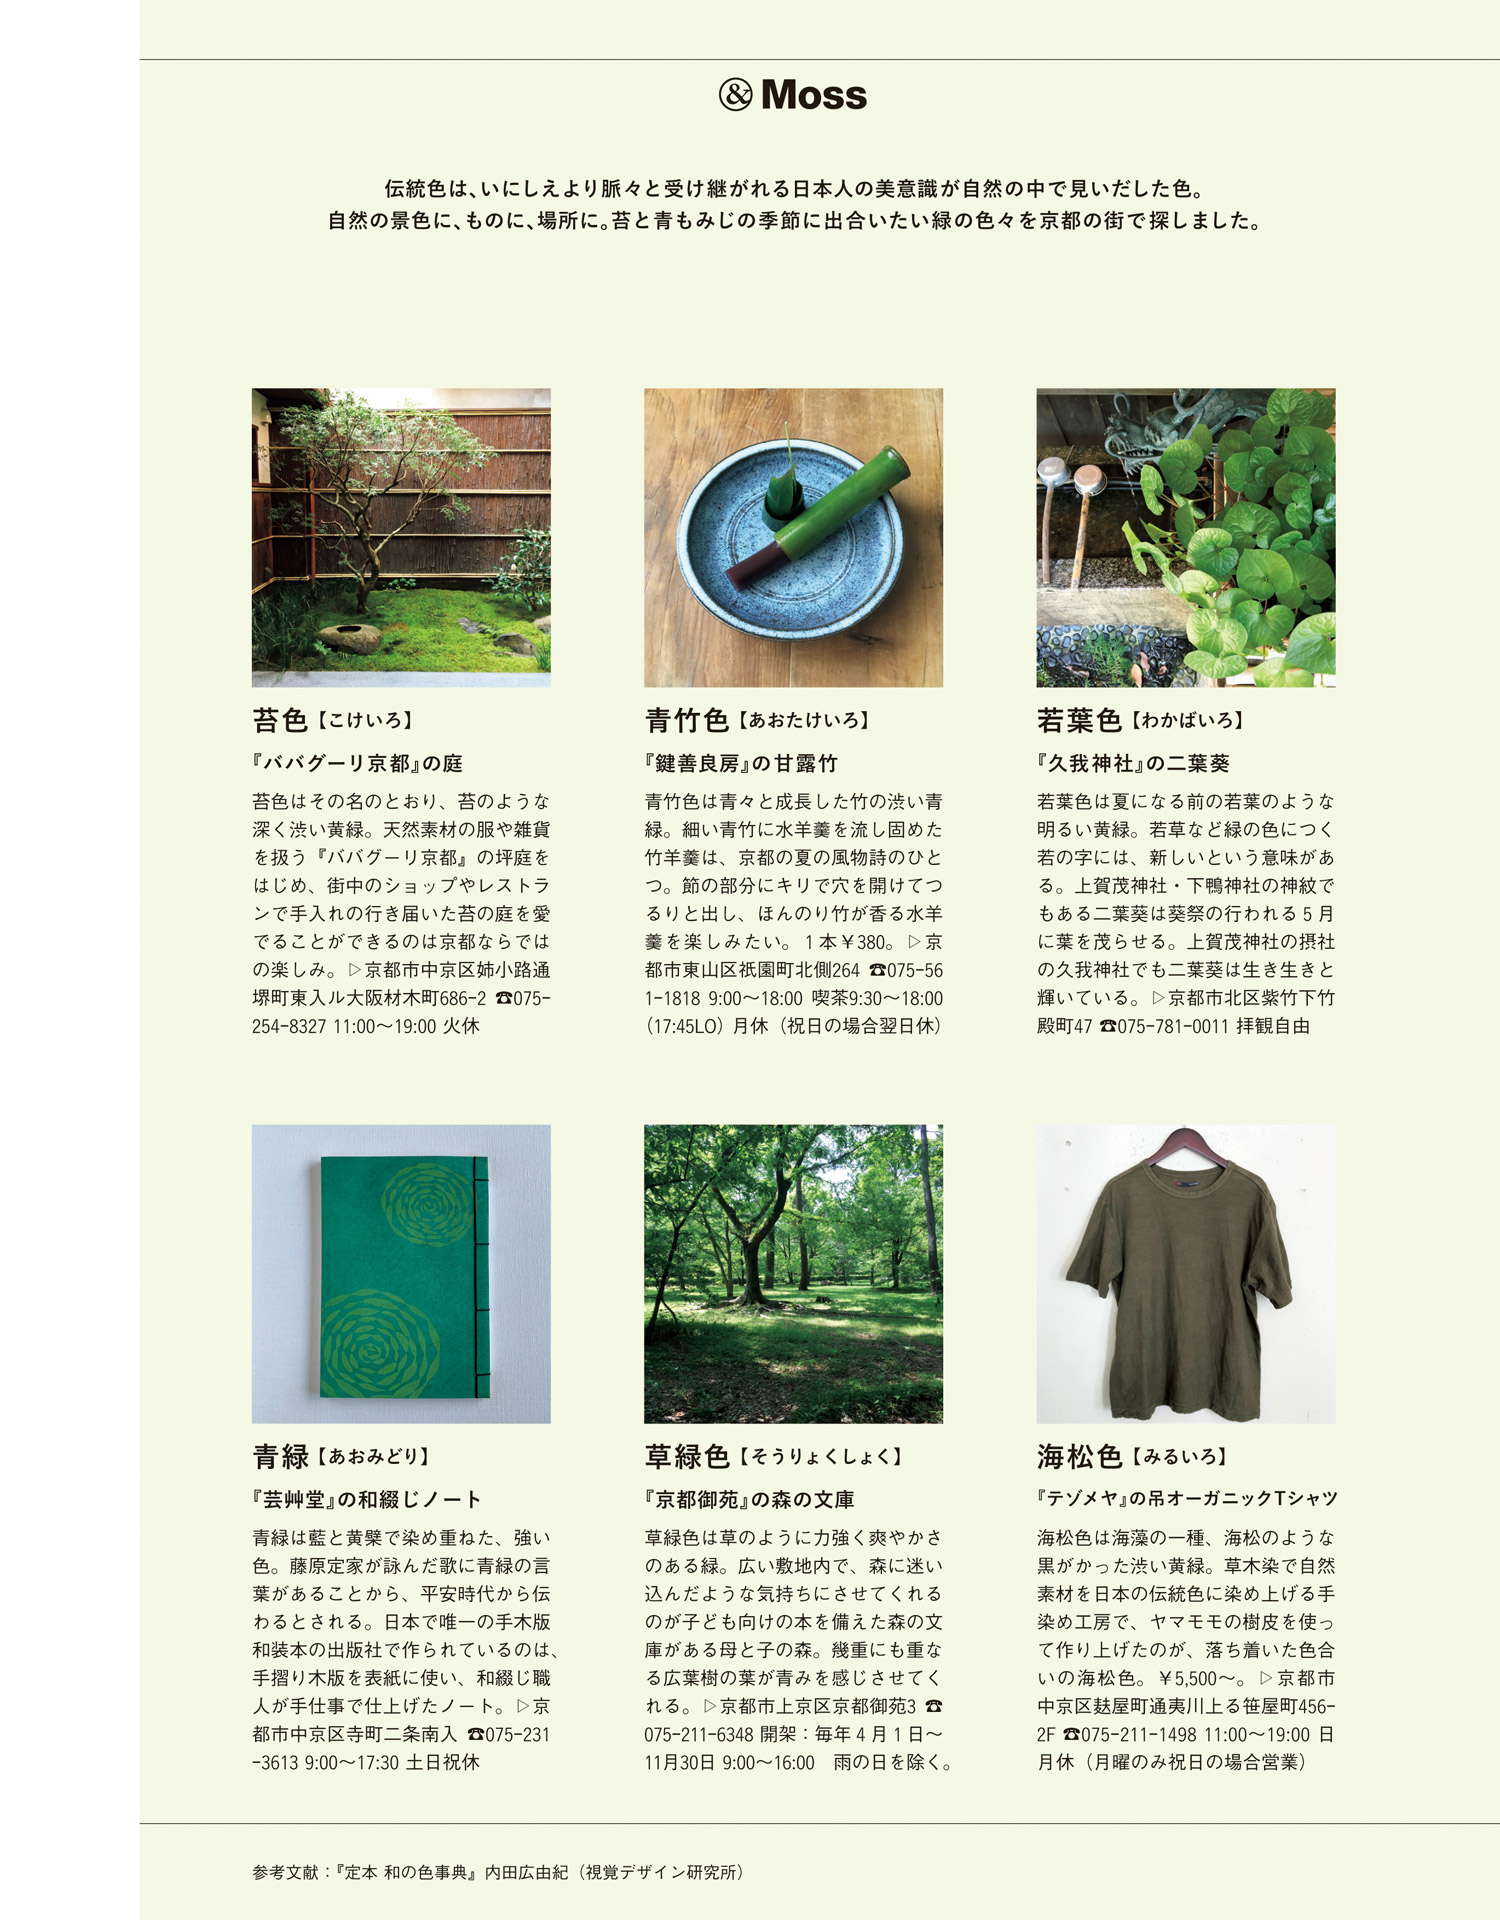 & Moss
伝統色は、いにしえより脈々と受け継がれる日本人の美意識が自然の中で見いだした色。
自然の景色に、ものに、場所に。苔と青もみじの季節に出合いたい緑の色々を京都の街で探しました。
苔色【こけいろ】
『ババグーリ京都』の庭
苔色はその名のとおり、苔のような
深く渋い黄緑。天然素材の服や雑貨
を扱う『ババグーリ京都』の坪庭を
はじめ、街中のショップやレストラ
ンで手入れの行き届いた苔の庭を愛
でることができるのは京都ならでは
の楽しみ。▷京都市中京区姉小路通
堺町東入ル大阪材木町686-2 ☎075-
254-8327 11:00〜19:00 火休
青竹色【あおたけいろ】
『鍵善良房』の甘露竹
青竹色は青々と成長した竹の渋い青
緑。細い青竹に水羊羹を流し固めた
竹羊羹は、京都の夏の風物詩のひと
つ。節の部分にキリで穴を開けてつ
るりと出し、ほんのり竹が香る水羊
羹を楽しみたい。1本¥380。▷京
都市東山区祇園町北側264 ☎075-56
1-1818 9:00〜18:00 喫茶9:30〜18:00
(17:45LO) 月休（祝日の場合翌日休）
若葉色【わかばいろ】
『久我神社』の二葉葵
若葉色は夏になる前の若葉のような
明るい黄緑。若草など緑の色につく
若の字には、新しいという意味があ
る。上賀茂神社・下鴨神社の神紋で
もある二葉葵は葵祭の行われる5月
に葉を茂らせる。上賀茂神社の摂社
の久我神社でも二葉葵は生き生きと
輝いている。▷京都市北区紫竹下竹
殿町47 ☎075-781-0011 拝観自由
青緑【あおみどり】
『芸艸堂』の和綴じノート
青緑は藍と黄檗で染め重ねた、強い
色。藤原定家が詠んだ歌に青緑の言
葉があることから、平安時代から伝
わるとされる。日本で唯一の手木版
和装本の出版社で作られているのは、
手摺り木版を表紙に使い、和綴じ職
人が手仕事で仕上げたノート。▷京
都市中京区寺町二条南入 ☎075-231
-3613 9:00〜17:30 土日祝休
草緑色【そうりょくしょく】
『京都御苑』の森の文庫
草緑色は草のように力強く爽やかさ
のある緑。広い敷地内で、森に迷い
込んだような気持ちにさせてくれる
のが子ども向けの本を備えた森の文
庫がある母と子の森。幾重にも重な
る広葉樹の葉が青みを感じさせてく
れる。▷京都市上京区京都御苑3 ☎
075-211-6348 開架：毎年4月1日〜
11月30日 9:00〜16:00　雨の日を除く。
海松色【みるいろ】
『テゾメヤ』の吊オーガニックTシャツ
海松色は海藻の一種、海松のような
黒がかった渋い黄緑。草木染で自然
素材を日本の伝統色に染め上げる手
染め工房で、ヤマモモの樹皮を使っ
て作り上げたのが、落ち着いた色合
いの海松色。¥5,500〜。▷京都市
中京区麸屋町通夷川上る笹屋町456-
2F ☎075-211-1498 11:00〜19:00 日
月休（月曜のみ祝日の場合営業）
参考文献：『定本 和の色事典』内田広由紀（視覚デザイン研究所）